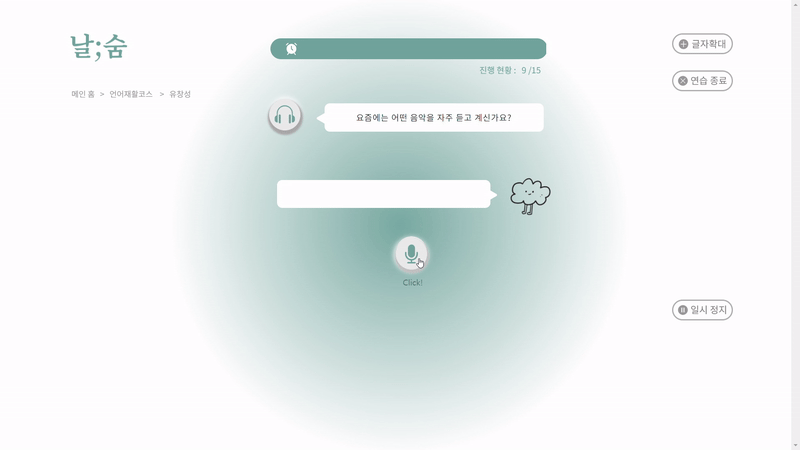 날;숨
글자확대
진행 현황 : 9 /15
연습 종료
메인 홈 > 언어재활코스 > 유창성
요즘에는 어떤 음악을 자주 듣고 계신가요?
Click!
일시 정지